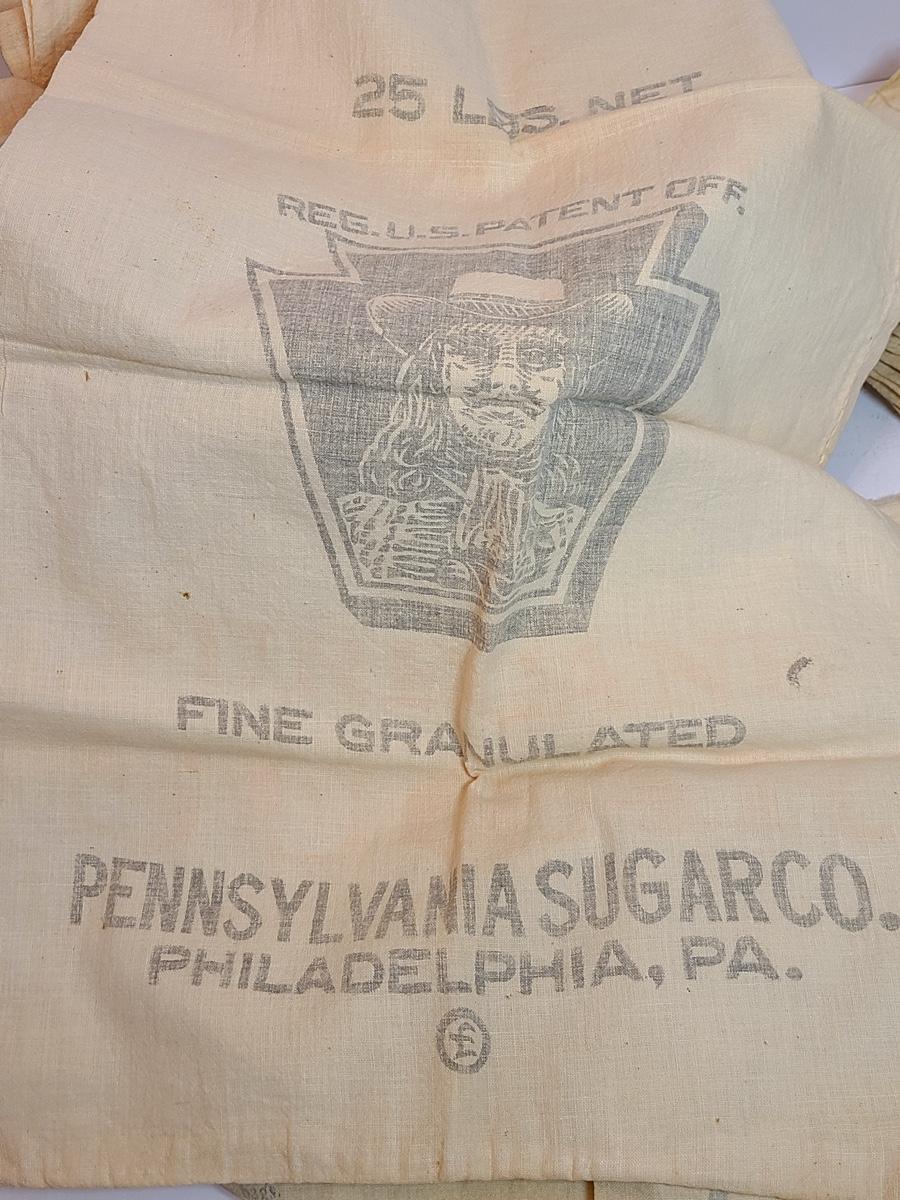 25 LBS. NET
REG. U.S. PATENT OFF.
FINE GRANULATED
PENNSYLVANIA SUGAR CO.
PHILADELPHIA, PA.